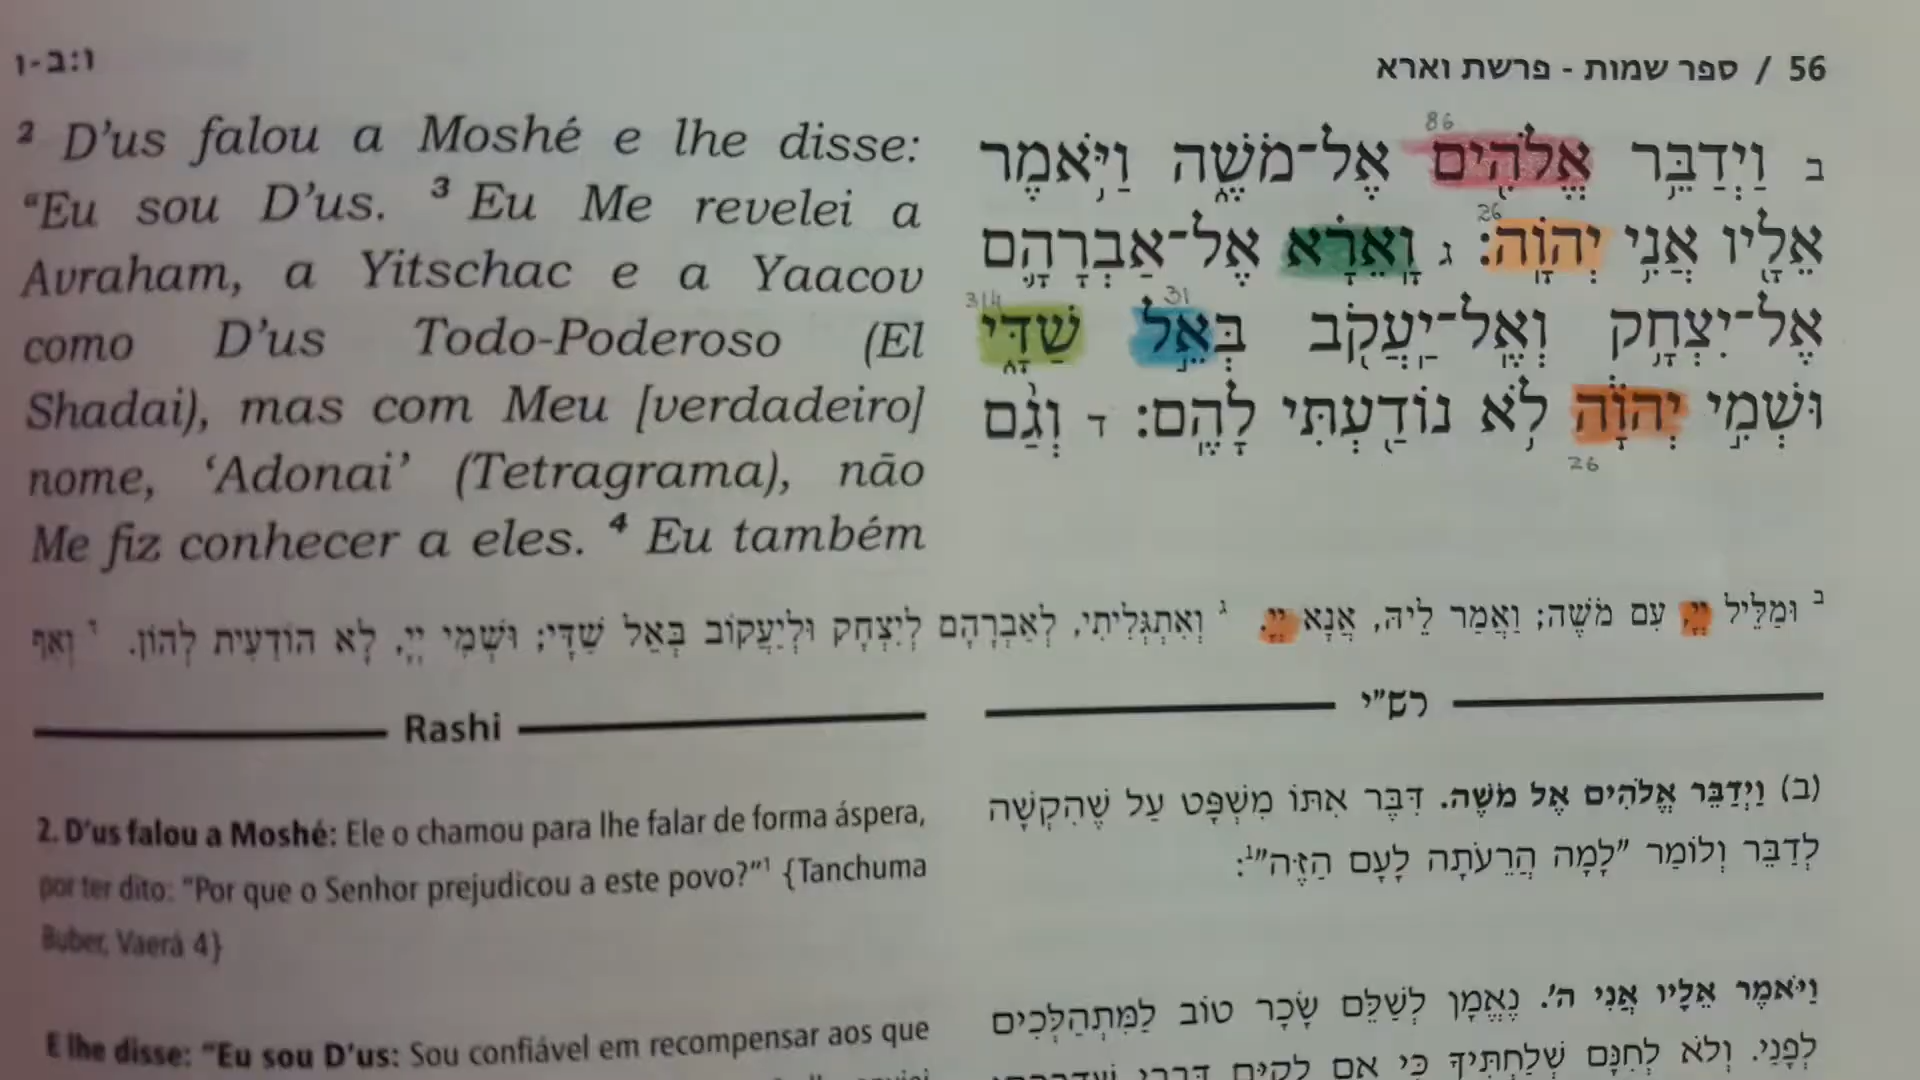 ו:ב-ו
56 / ספר שמות - פרשת וארא
² D'us falou a Moshé e lhe disse:
"Eu sou D'us. ³ Eu Me revelei a
Avraham, a Yitschac e a Yaacov
como D'us Todo-Poderoso (El
Shadai), mas com Meu [verdadeiro]
nome, 'Adonai' (Tetragrama), não
Me fiz conhecer a eles. ⁴ Eu também
86
ב וַיְדַבֵּ֥ר אֱלֹהִ֖ים אֶל־מֹשֶׁ֑ה וַיֹּ֥אמֶר
26
אֵלָ֖יו אֲנִ֥י יְהוָֹֽה: ג וָאֵרָ֗א אֶל־אַבְרָהָ֛ם
31
314
אֶל־יִצְחָ֥ק וְאֶֽל־יַעֲקֹ֖ב בְּאֵ֣ל שַׁדָּ֑י
וּשְׁמִ֣י יְהוָֹ֔ה לֹ֥א נוֹדַ֖עְתִּי לָהֶֽם: ד וְגַ֨ם
26
ב וּמַלֵּיל יְיָ, עִם מֹשֶׁה; וַאֲמַר לֵיהּ, אֲנָא יְיָ. ג וְאִתְגְּלִיתִי, לְאַבְרָהָם לְיִצְחָק וּלְיַעֲקוֹב בְּאֵל שַׁדָּי; וּשְׁמִי יְיָ, לָא הוֹדַעִית לְהוֹן. ד וְאַף
Rashi
רש"י
2. D'us falou a Moshé: Ele o chamou para lhe falar de forma áspera,
por ter dito: "Por que o Senhor prejudicou a este povo?"¹ {Tanchuma
Buber, Vaerá 4}
E lhe disse: "Eu sou D'us: Sou confiável em recompensar aos que
(ב) וַיְדַבֵּר אֱלֹהִים אֶל מֹשֶׁה. דִּבֶּר אִתּוֹ מִשְׁפָּט עַל שֶׁהִקְשָׁה
לְדַבֵּר וְלוֹמַר "לָמָה הֲרֵעֹתָה לָעָם הַזֶּה"¹:
וַיֹּאמֶר אֵלָיו אֲנִי ה'. נֶאֱמָן לְשַׁלֵּם שָׂכָר טוֹב לַמִּתְהַלְּכִים
לְפָנַי. וְלֹא לְחִנָּם שְׁלַחְתִּיךָ כִּי אִם לְקַיֵּם דְּבָרַי